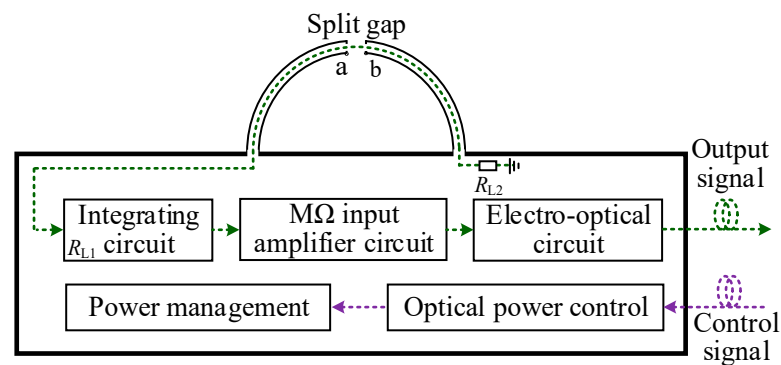 Split gap
a b
Output
signal
R_L2
Integrating
circuit
R_L1
MΩ input
amplifier circuit
Electro-optical
circuit
Power management
Optical power control
Control
signal